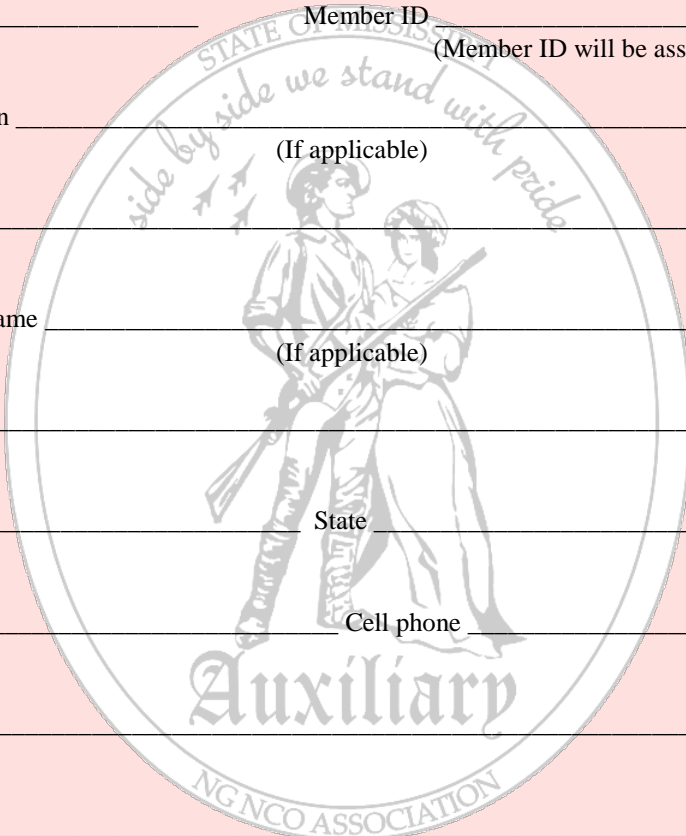 Member ID
STATE OF MISSISSIPPI
(Member ID will be ass
side by side we stand with pride
n
(If applicable)
ame
(If applicable)
State
Cell phone
Auxiliary
NG NCO ASSOCIATION